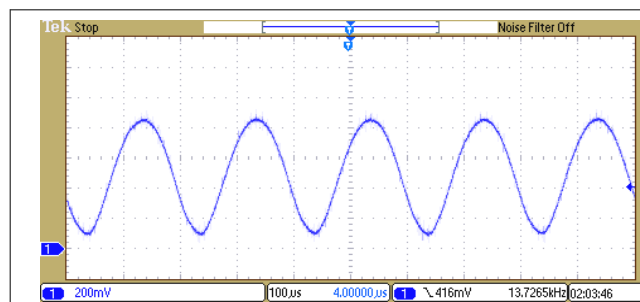 Tek Stop Noise Filter Off
T
T
1
1 200mV 100µs 4.00000µs 1 416mV 13.7265kHz 02:03:46